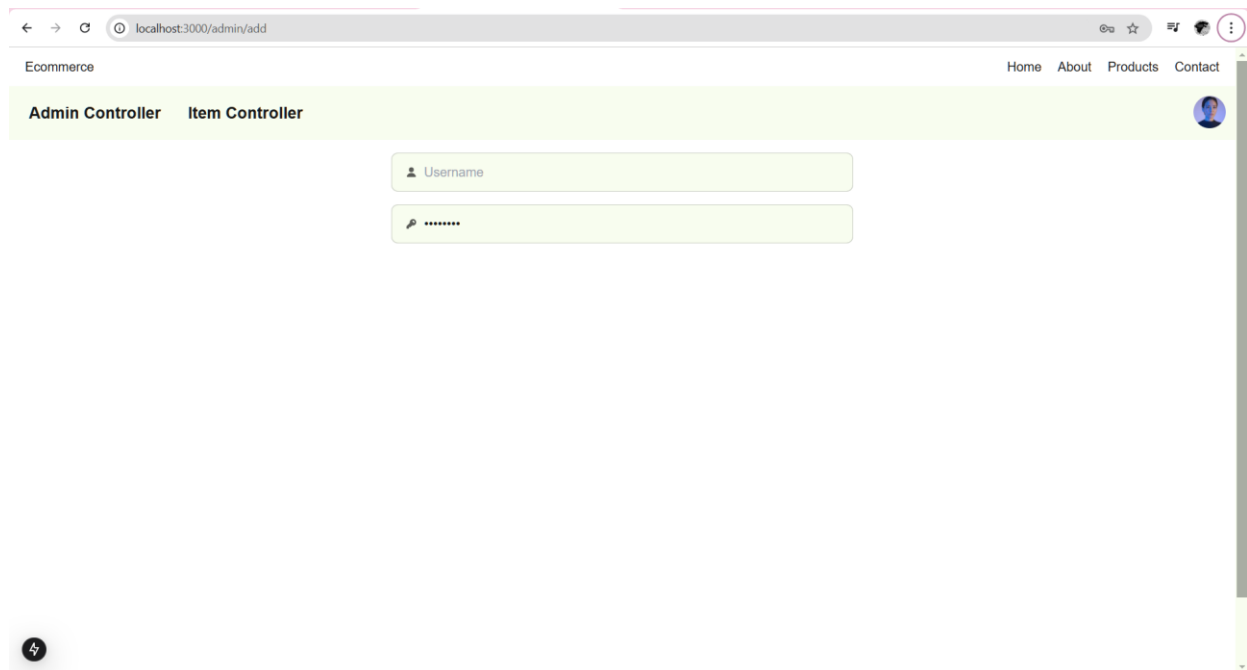 localhost:3000/admin/add
Ecommerce Home About Products Contact
Admin Controller Item Controller
Username
••••••••